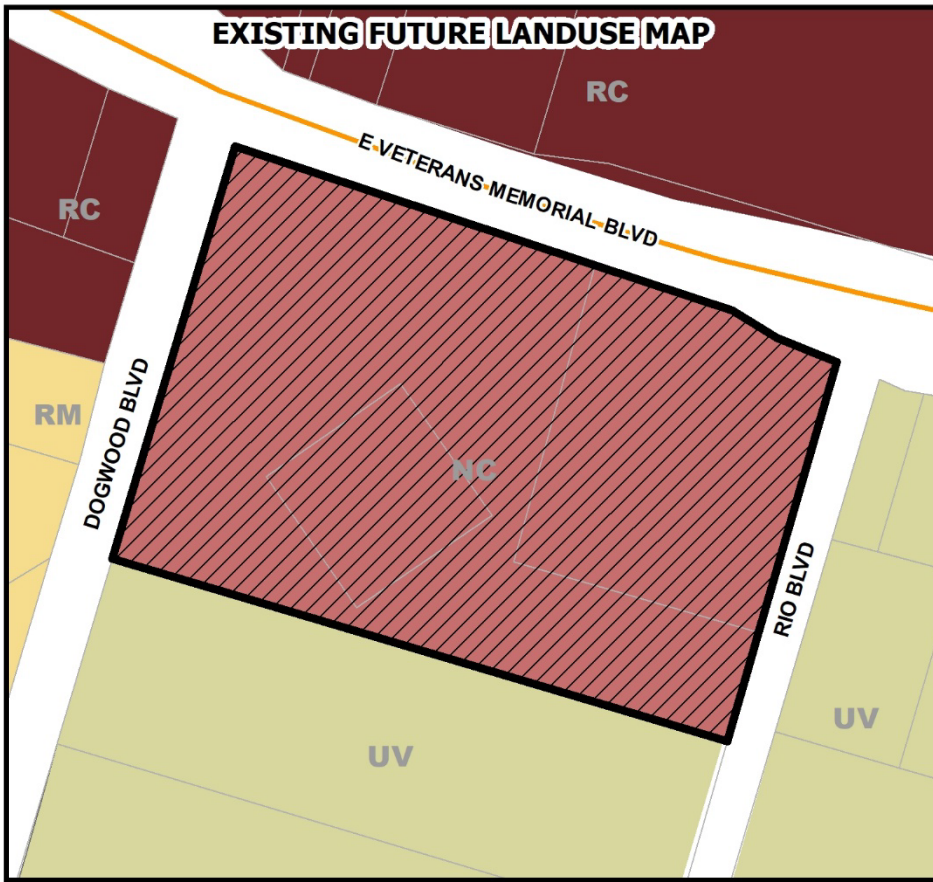 EXISTING FUTURE LANDUSE MAP
RC
E VETERANS MEMORIAL BLVD
RC
RM
DOGWOOD BLVD
NC
RIO BLVD
UV
UV